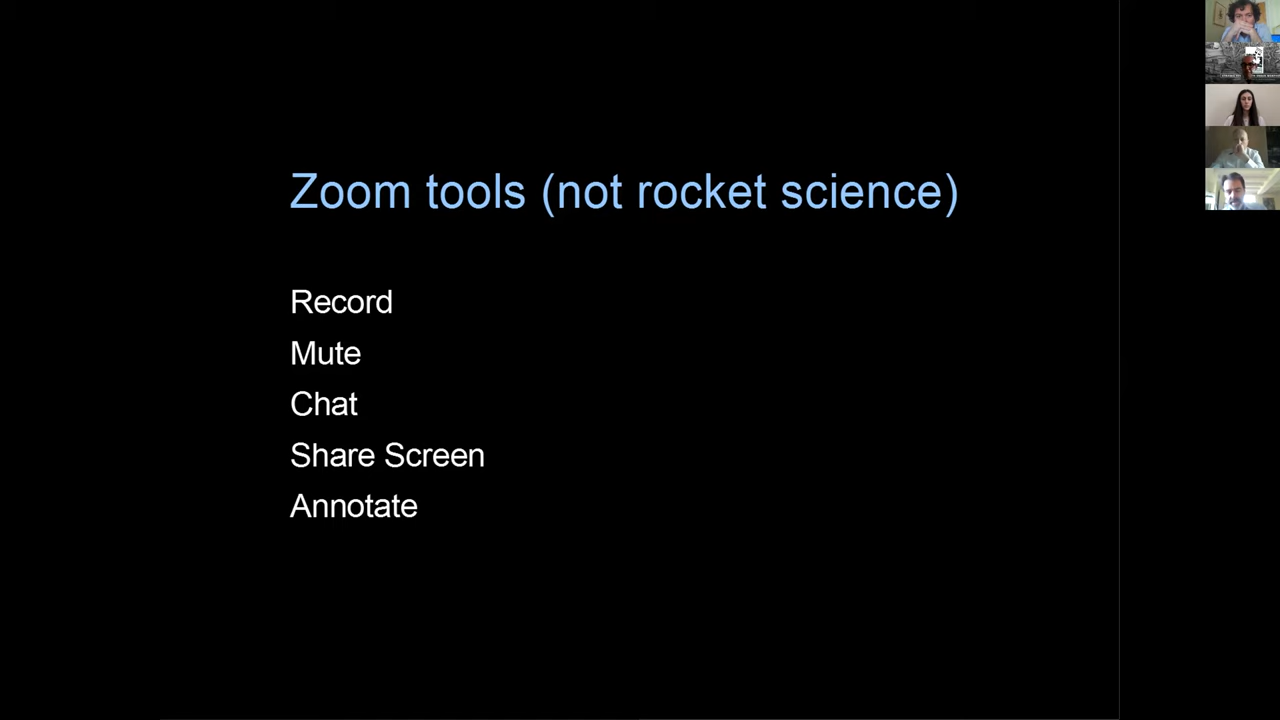 Zoom tools (not rocket science)
Record
Mute
Chat
Share Screen
Annotate